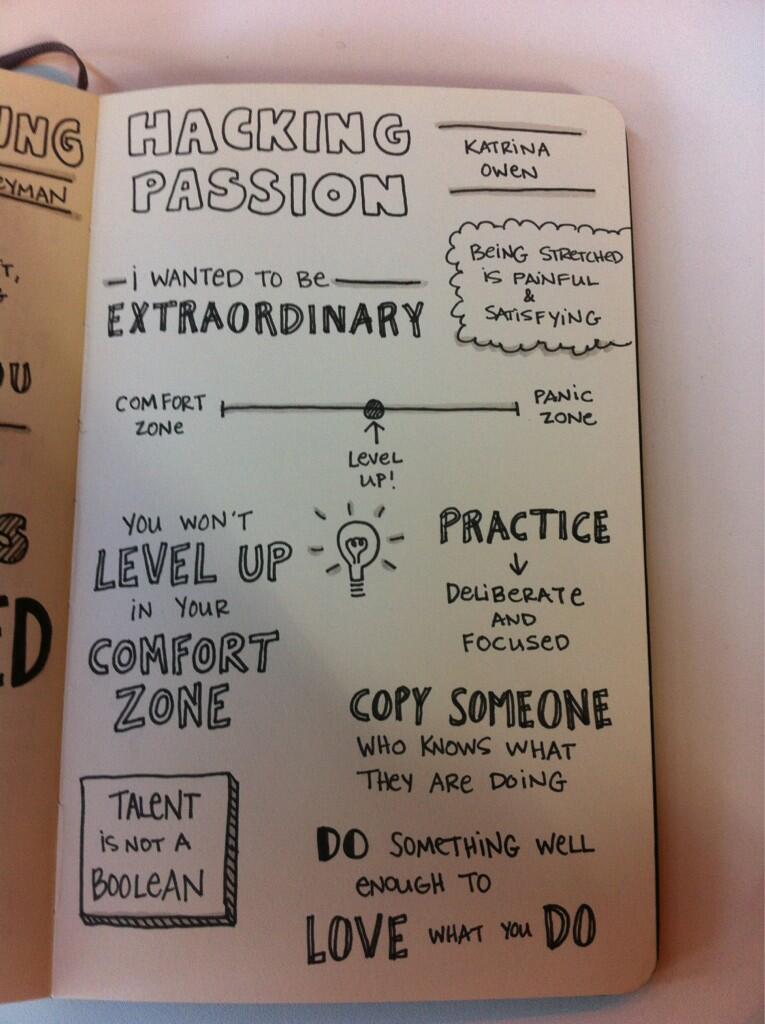 ING
EYMAN
T,
G
OU
S
ED
HACKING
PASSION
KATRINA
OWEN
BEING STRETCHED
IS PAINFUL
&
SATISFYING
I WANTED TO BE
EXTRAORDINARY
COMFORT
ZONE
PANIC
ZONE
LEVEL
UP!
YOU WON'T
LEVEL UP
IN YOUR
COMFORT
ZONE
PRACTICE
DELIBERATE
AND
FOCUSED
COPY SOMEONE
WHO KNOWS WHAT
THEY ARE DOING
TALENT
IS NOT A
BOOLEAN
DO SOMETHING WELL
ENOUGH TO
LOVE WHAT YOU DO